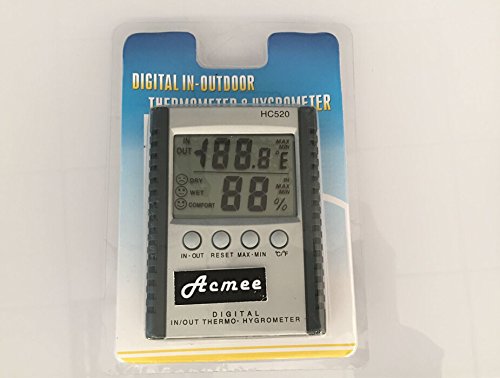 DIGITAL IN-OUTDOOR
THERMOMETER & HYGROMETER
HC520
IN
OUT
188.8°E
MAX
MIN
DRY
WET
COMFORT
88
IN
MAX
MIN
%
IN-OUT RESET MAX-MIN °C/°F
Acmee
DIGITAL
IN/OUT THERMO-HYGROMETER